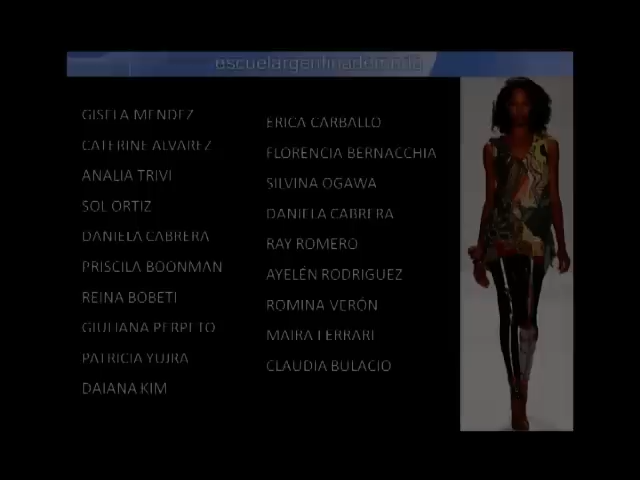 escuelargentinademoda
GISELA MENDEZ
CATERINE ALVAREZ
ANALIA TRIVI
SOL ORTIZ
DANIELA CABRERA
PRISCILA BOONMAN
REINA BOBETI
GIULIANA PERPETO
PATRICIA YUJRA
DAIANA KIM
ERICA CARBALLO
FLORENCIA BERNACCHIA
SILVINA OGAWA
DANIELA CABRERA
RAY ROMERO
AYELÉN RODRIGUEZ
ROMINA VERÓN
MAIRA FERRARI
CLAUDIA BULACIO